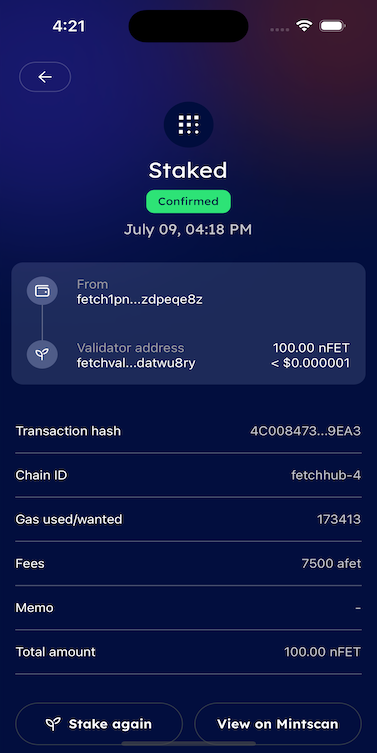 4:21
Staked
Confirmed
July 09, 04:18 PM
From
fetch1pn...zdpeqe8z
Validator address 100.00 nFET
fetchval...datwu8ry < $0.000001
Transaction hash 4C008473...9EA3
Chain ID fetchhub-4
Gas used/wanted 173413
Fees 7500 afet
Memo -
Total amount 100.00 nFET
Stake again View on Mintscan